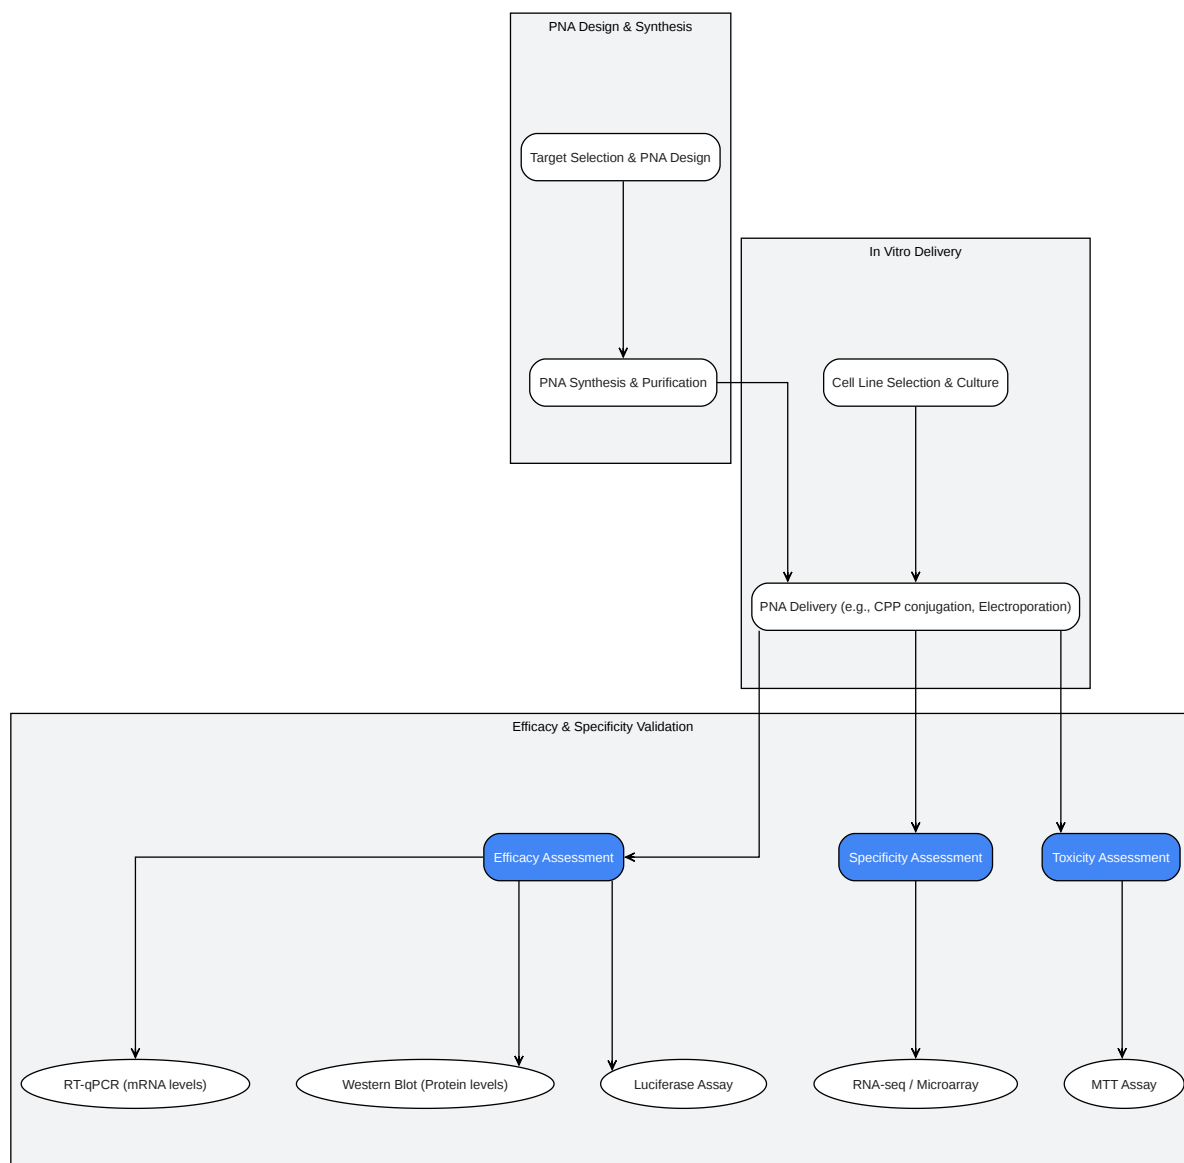 PNA Design & Synthesis
Target Selection & PNA Design
In Vitro Delivery
PNA Synthesis & Purification
Cell Line Selection & Culture
PNA Delivery (e.g., CPP conjugation, Electroporation)
Efficacy & Specificity Validation
Efficacy Assessment
Specificity Assessment
Toxicity Assessment
RT-qPCR (mRNA levels)
Western Blot (Protein levels)
Luciferase Assay
RNA-seq / Microarray
MTT Assay